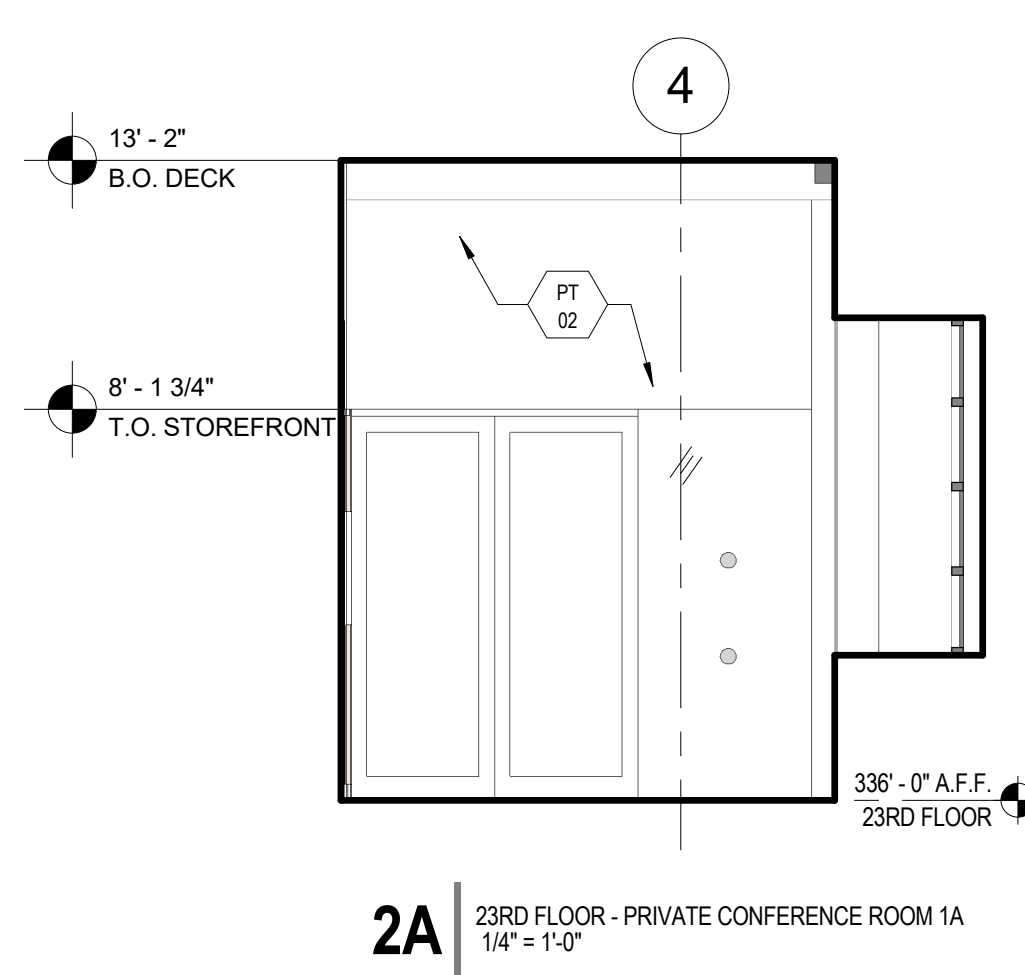 4
13' - 2"
B.O. DECK
PT
02
8' - 1 3/4"
T.O. STOREFRONT
336' - 0" A.F.F.
23RD FLOOR
2A
23RD FLOOR - PRIVATE CONFERENCE ROOM 1A
1/4" = 1'-0"